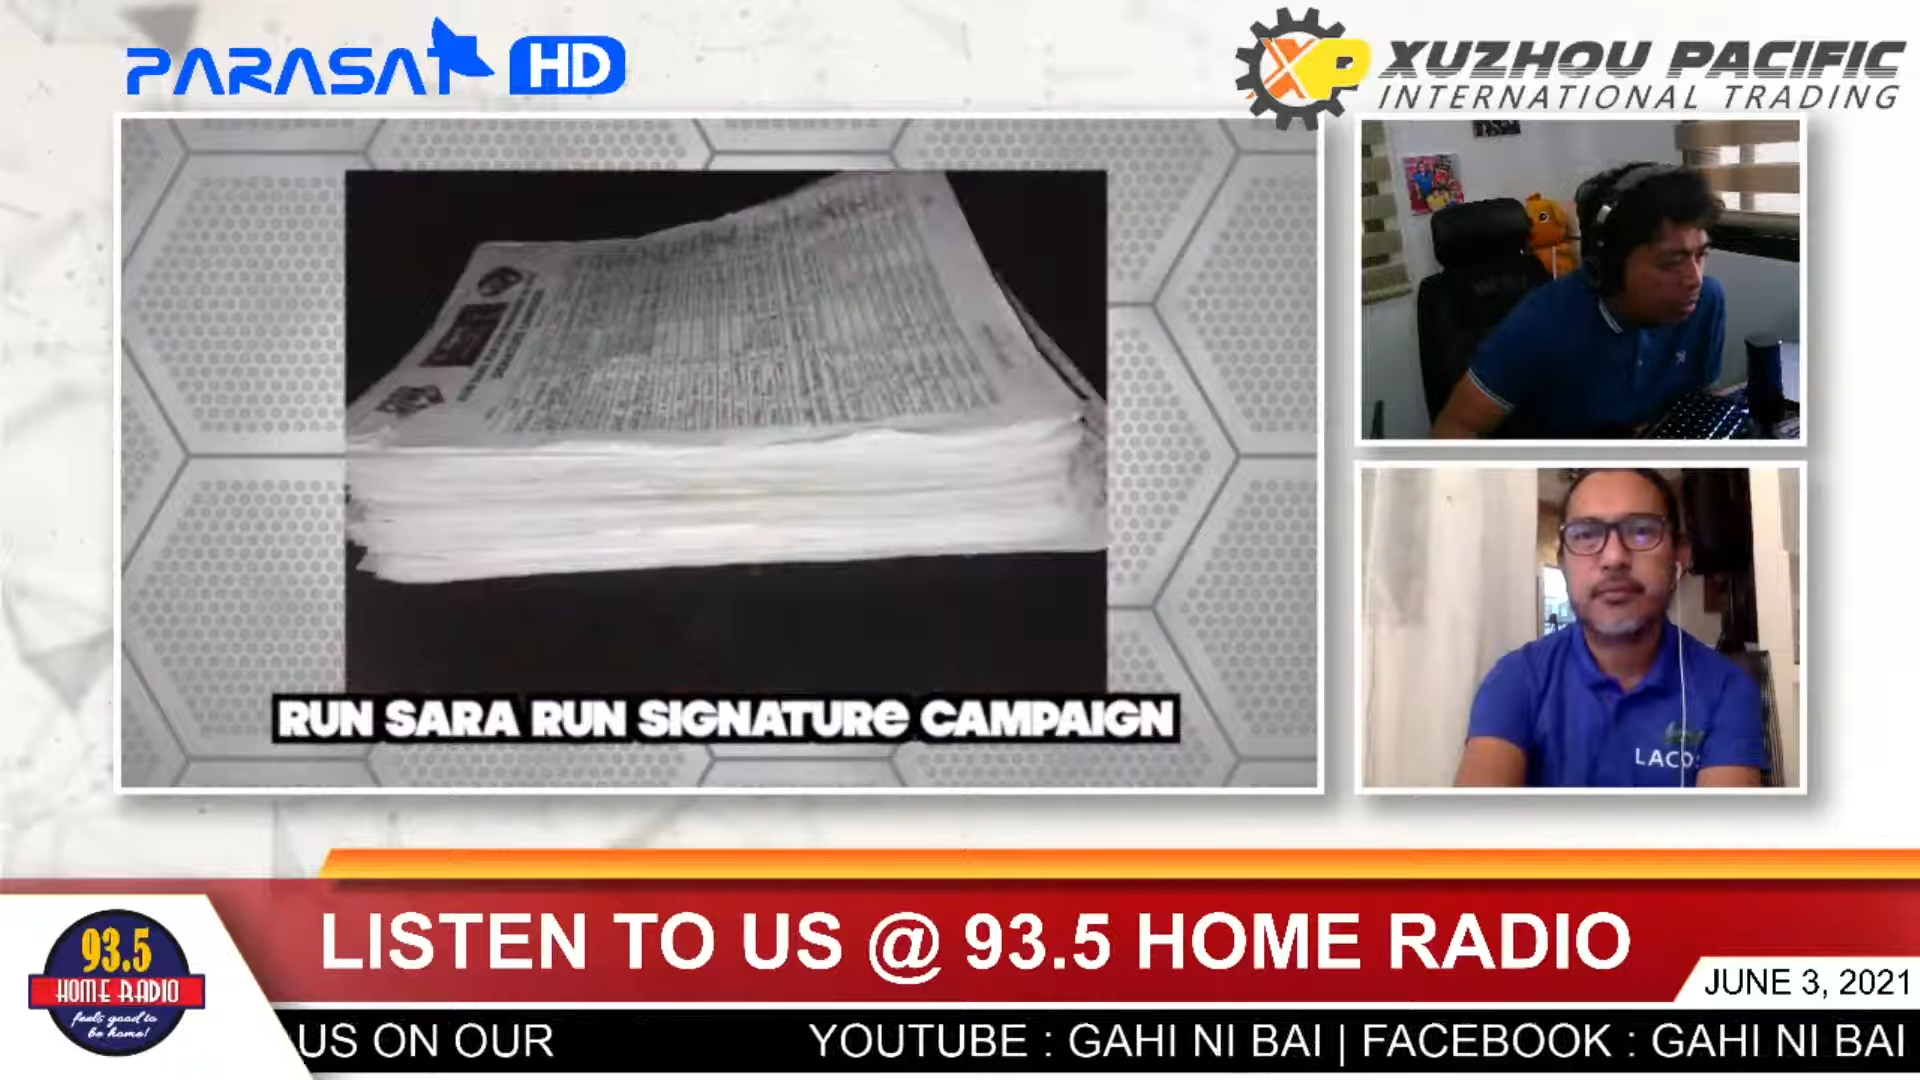 PARASAT HD
XUZHOU PACIFIC
INTERNATIONAL TRADING
RUN SARA RUN SIGNATURE CAMPAIGN
LACOS
LISTEN TO US @ 93.5 HOME RADIO
JUNE 3, 2021
93.5
HOME RADIO
feels good to
be home!
US ON OUR YOUTUBE : GAHI NI BAI | FACEBOOK : GAHI NI BAI